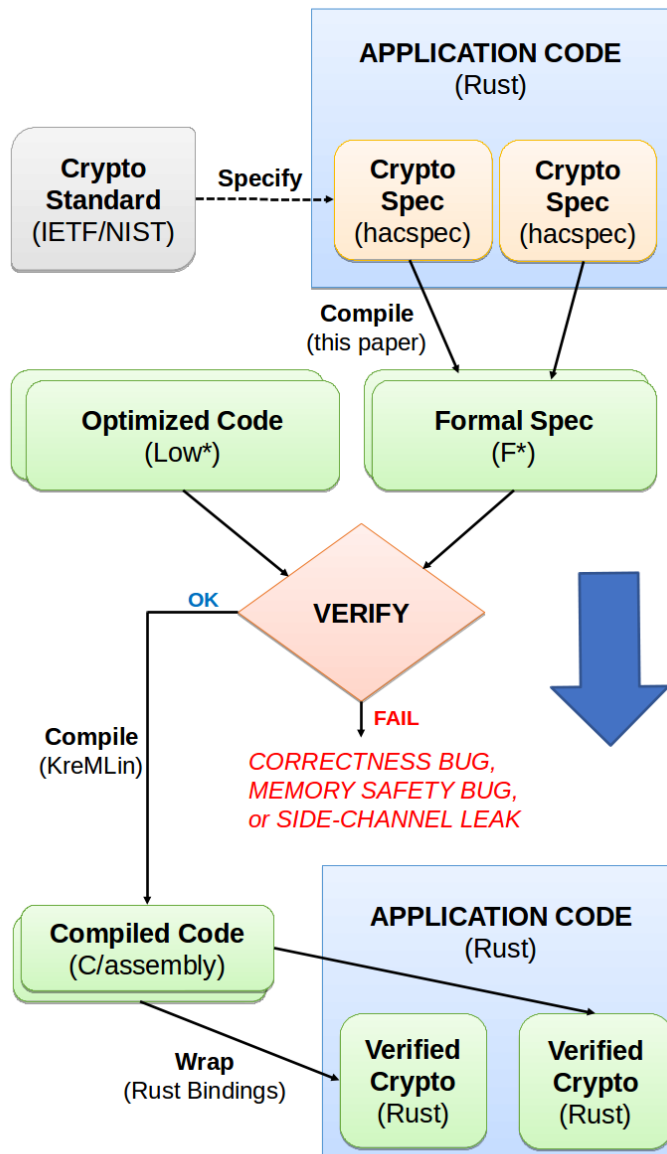 APPLICATION CODE
(Rust)
Crypto
Standard
(IETF/NIST)
Specify
Crypto
Spec
(hacspec)
Crypto
Spec
(hacspec)
Compile
(this paper)
Optimized Code
(Low*)
Formal Spec
(F*)
VERIFY
OK
FAIL
Compile
(KreMLin)
CORRECTNESS BUG,
MEMORY SAFETY BUG,
or SIDE-CHANNEL LEAK
Compiled Code
(C/assembly)
APPLICATION CODE
(Rust)
Wrap
(Rust Bindings)
Verified
Crypto
(Rust)
Verified
Crypto
(Rust)